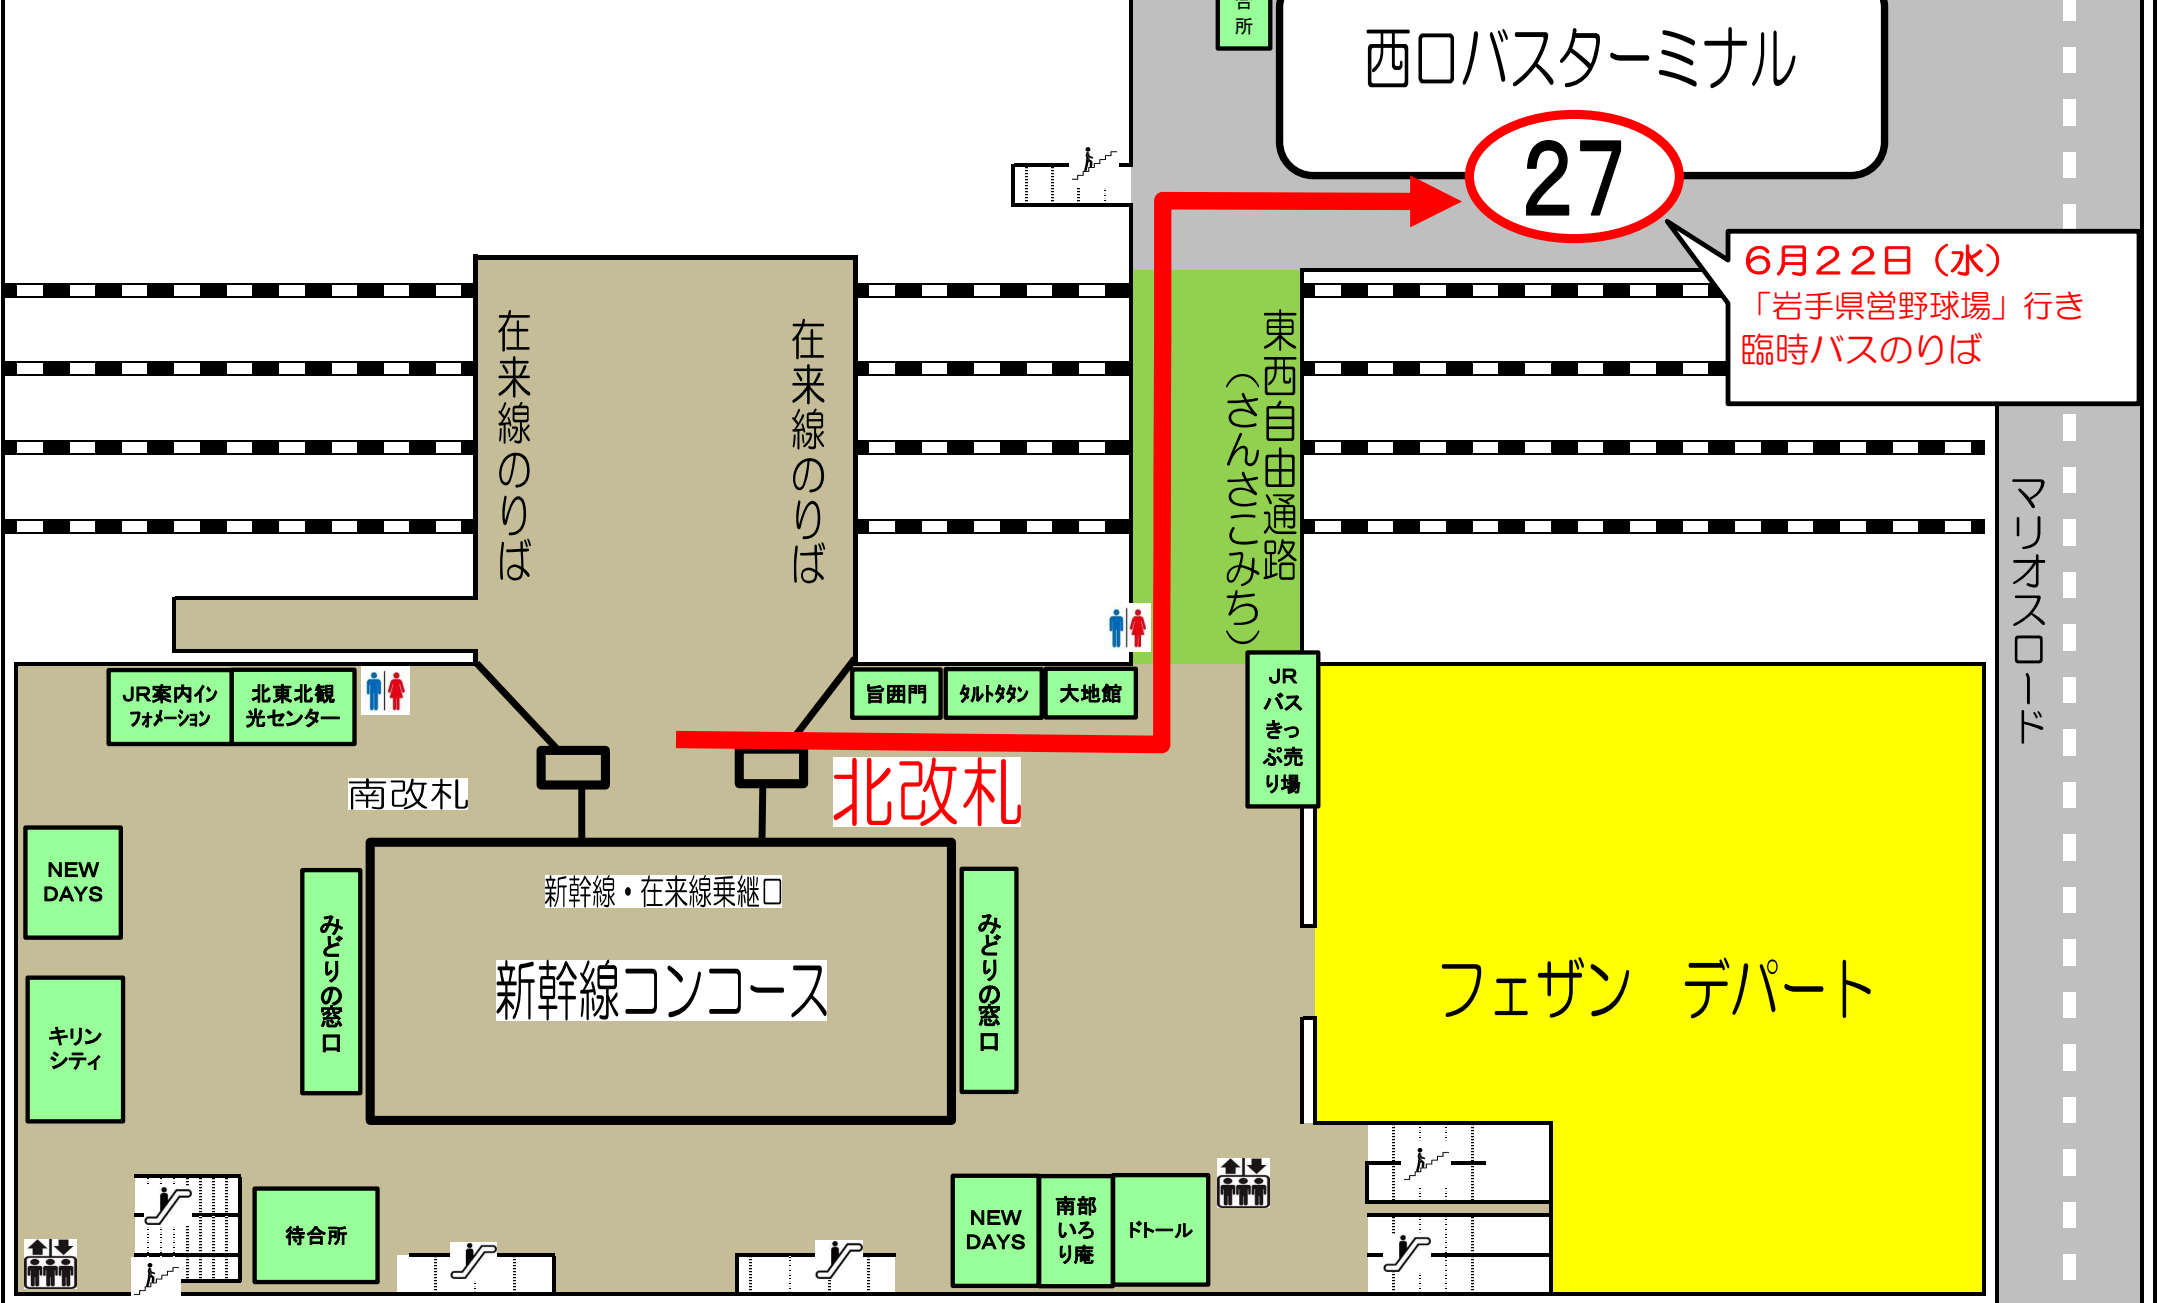 合
所
西口バスターミナル
27
6月22日（水）
「岩手県営野球場」行き
臨時バスのりば
在来線のりば
在来線のりば
東西自由通路
（さんさこみち）
マリオスロード
JR案内イン
フォメーション
北東北観
光センター
旨囲門
タルトタタン
大地館
JR
バス
きっ
ぷ売
り場
南改札
北改札
NEW
DAYS
キリン
シティ
みどりの窓口
新幹線・在来線乗継口
新幹線コンコース
みどりの窓口
フェザン　デパート
待合所
NEW
DAYS
南部
いろ
り庵
ドトール